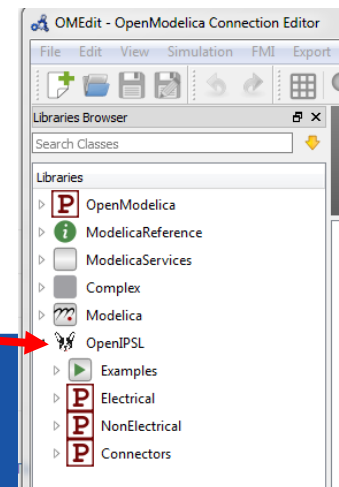 OMEdit - OpenModelica Connection Editor
File Edit View Simulation FMI Export
Libraries Browser
Search Classes
Libraries
P OpenModelica
i ModelicaReference
ModelicaServices
Complex
m Modelica
OpenIPSL
Examples
P Electrical
P NonElectrical
P Connectors